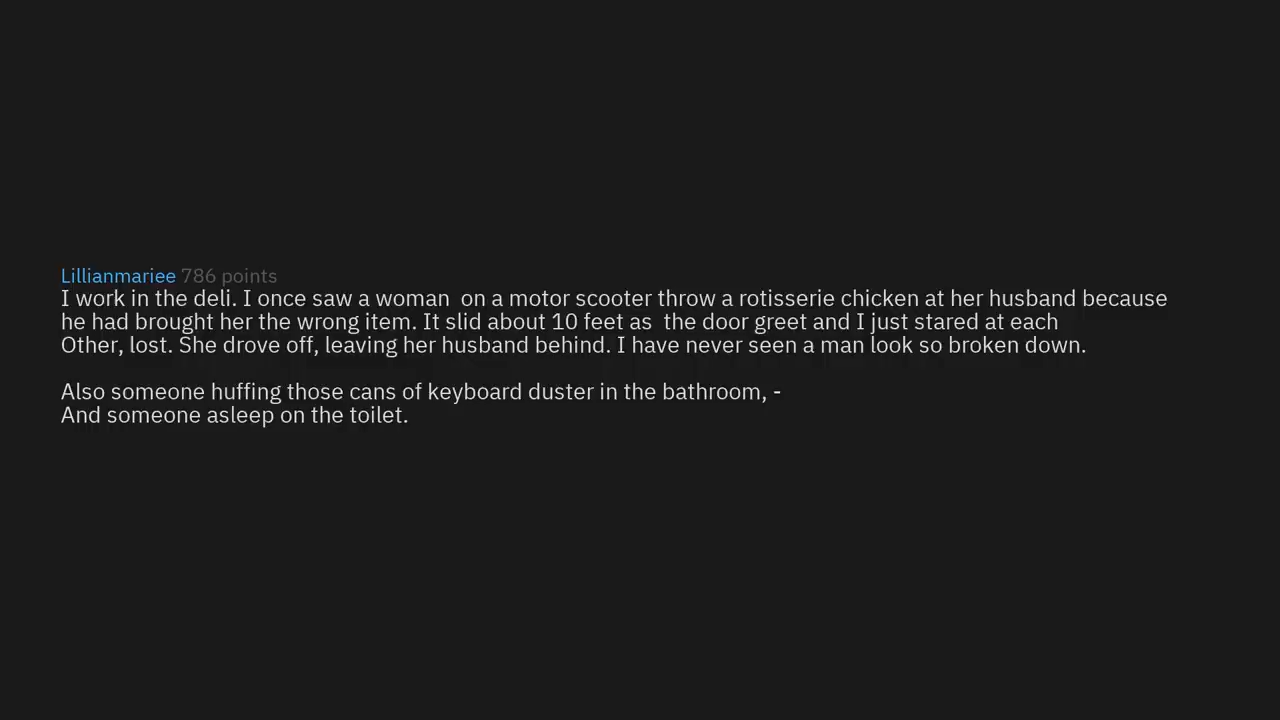 Lillianmariee 786 points
I work in the deli. I once saw a woman  on a motor scooter throw a rotisserie chicken at her husband because
he had brought her the wrong item. It slid about 10 feet as  the door greet and I just stared at each
Other, lost. She drove off, leaving her husband behind. I have never seen a man look so broken down.
Also someone huffing those cans of keyboard duster in the bathroom, -
And someone asleep on the toilet.